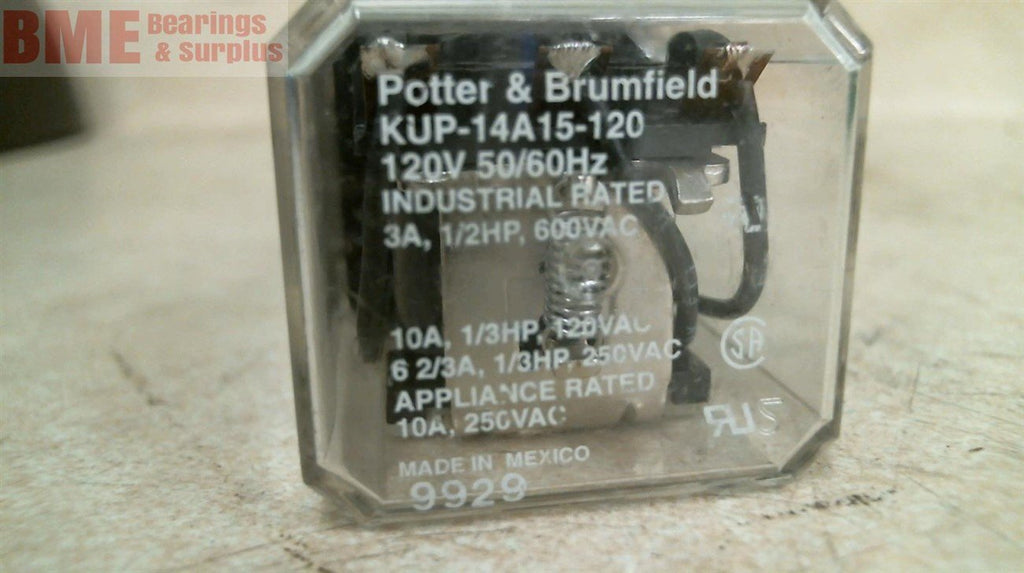 BME Bearings
& Surplus
Potter & Brumfield
KUP-14A15-120
120V 50/60Hz
INDUSTRIAL RATED
3A, 1/2HP, 600VAC
10A, 1/3HP, 120VAC
6 2/3A, 1/3HP, 250VAC
APPLIANCE RATED
10A, 250VAC
MADE IN MEXICO
9929